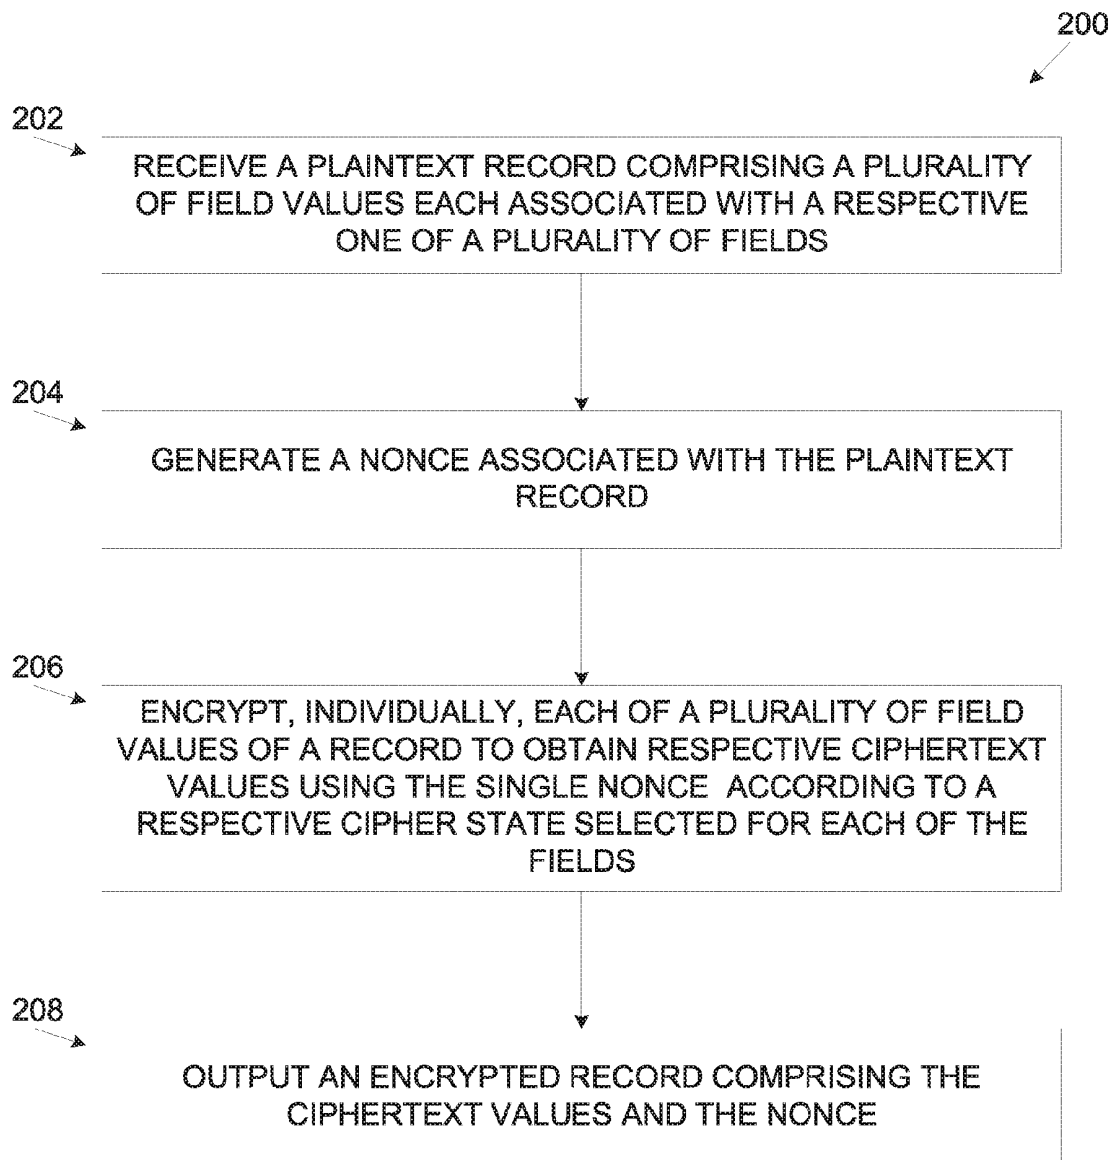 200
202
RECEIVE A PLAINTEXT RECORD COMPRISING A PLURALITY
OF FIELD VALUES EACH ASSOCIATED WITH A RESPECTIVE
ONE OF A PLURALITY OF FIELDS
204
GENERATE A NONCE ASSOCIATED WITH THE PLAINTEXT
RECORD
206
ENCRYPT, INDIVIDUALLY, EACH OF A PLURALITY OF FIELD
VALUES OF A RECORD TO OBTAIN RESPECTIVE CIPHERTEXT
VALUES USING THE SINGLE NONCE ACCORDING TO A
RESPECTIVE CIPHER STATE SELECTED FOR EACH OF THE
FIELDS
208
OUTPUT AN ENCRYPTED RECORD COMPRISING THE
CIPHERTEXT VALUES AND THE NONCE